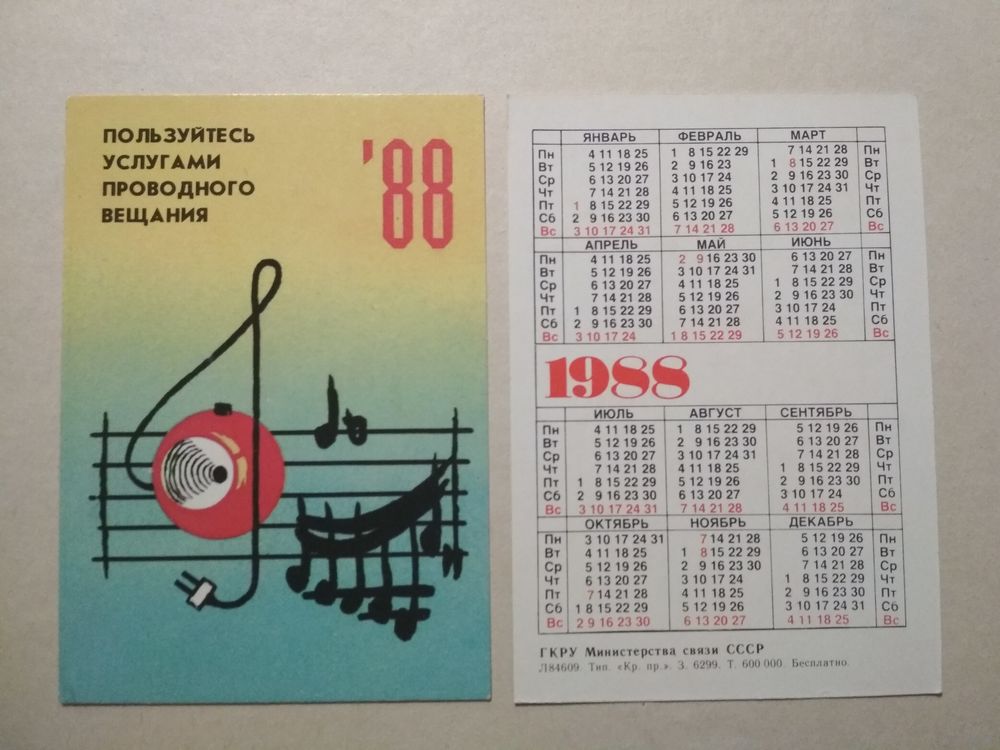 ПОЛЬЗУЙТЕСЬ
УСЛУГАМИ
ПРОВОДНОГО
ВЕЩАНИЯ
'88
ЯНВАРЬ ФЕВРАЛЬ МАРТ
Пн 4 11 18 25 1 8 15 22 29 7 14 21 28 Пн
Вт 5 12 19 26 2 9 16 23 1 8 15 22 29 Вт
Ср 6 13 20 27 3 10 17 24 2 9 16 23 30 Ср
Чт 7 14 21 28 4 11 18 25 3 10 17 24 31 Чт
Пт 1 8 15 22 29 5 12 19 26 4 11 18 25 Пт
Сб 2 9 16 23 30 6 13 20 27 5 12 19 26 Сб
Вс 3 10 17 24 31 7 14 21 28 6 13 20 27 Вс
АПРЕЛЬ МАЙ ИЮНЬ
Пн 4 11 18 25 2 9 16 23 30 6 13 20 27 Пн
Вт 5 12 19 26 3 10 17 24 31 7 14 21 28 Вт
Ср 6 13 20 27 4 11 18 25 1 8 15 22 29 Ср
Чт 7 14 21 28 5 12 19 26 2 9 16 23 30 Чт
Пт 1 8 15 22 29 6 13 20 27 3 10 17 24 Пт
Сб 2 9 16 23 30 7 14 21 28 4 11 18 25 Сб
Вс 3 10 17 24 1 8 15 22 29 5 12 19 26 Вс
1988
ИЮЛЬ АВГУСТ СЕНТЯБРЬ
Пн 4 11 18 25 1 8 15 22 29 5 12 19 26 Пн
Вт 5 12 19 26 2 9 16 23 30 6 13 20 27 Вт
Ср 6 13 20 27 3 10 17 24 31 7 14 21 28 Ср
Чт 7 14 21 28 4 11 18 25 1 8 15 22 29 Чт
Пт 1 8 15 22 29 5 12 19 26 2 9 16 23 30 Пт
Сб 2 9 16 23 30 6 13 20 27 3 10 17 24 Сб
Вс 3 10 17 24 31 7 14 21 28 4 11 18 25 Вс
ОКТЯБРЬ НОЯБРЬ ДЕКАБРЬ
Пн 3 10 17 24 31 7 14 21 28 5 12 19 26 Пн
Вт 4 11 18 25 1 8 15 22 29 6 13 20 27 Вт
Ср 5 12 19 26 2 9 16 23 30 7 14 21 28 Ср
Чт 6 13 20 27 3 10 17 24 1 8 15 22 29 Чт
Пт 7 14 21 28 4 11 18 25 2 9 16 23 30 Пт
Сб 1 8 15 22 29 5 12 19 26 3 10 17 24 31 Сб
Вс 2 9 16 23 30 6 13 20 27 4 11 18 25 Вс
ГКРУ Министерства связи СССР
Л84609. Тип. «Кр. пр.». З. 6299. Т. 600 000. Бесплатно.